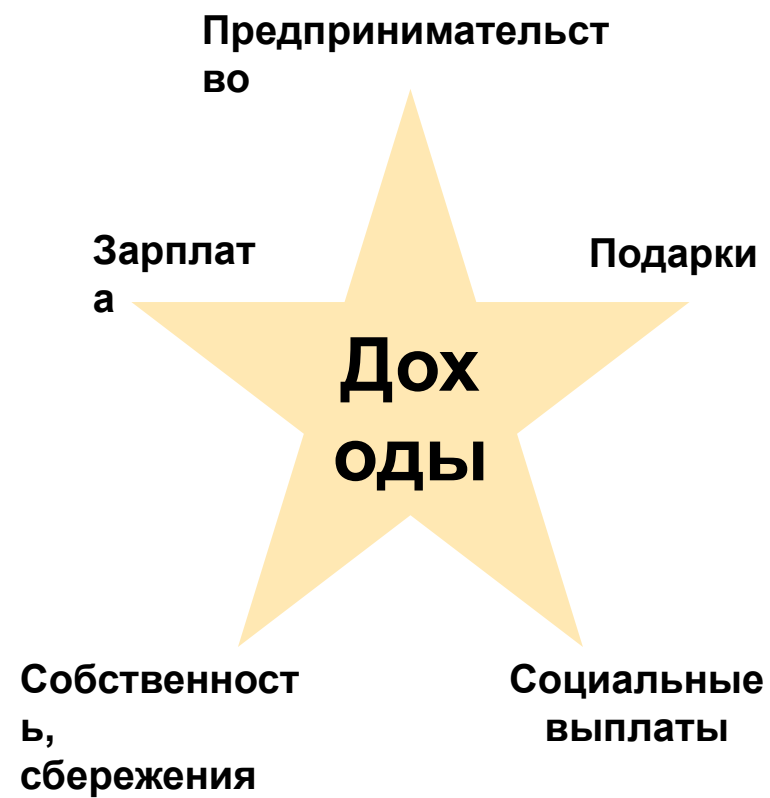 Предпринимательст
во
Зарплат
а
Подарки
Дох
оды
Собственност
ь,
сбережения
Социальные
выплаты